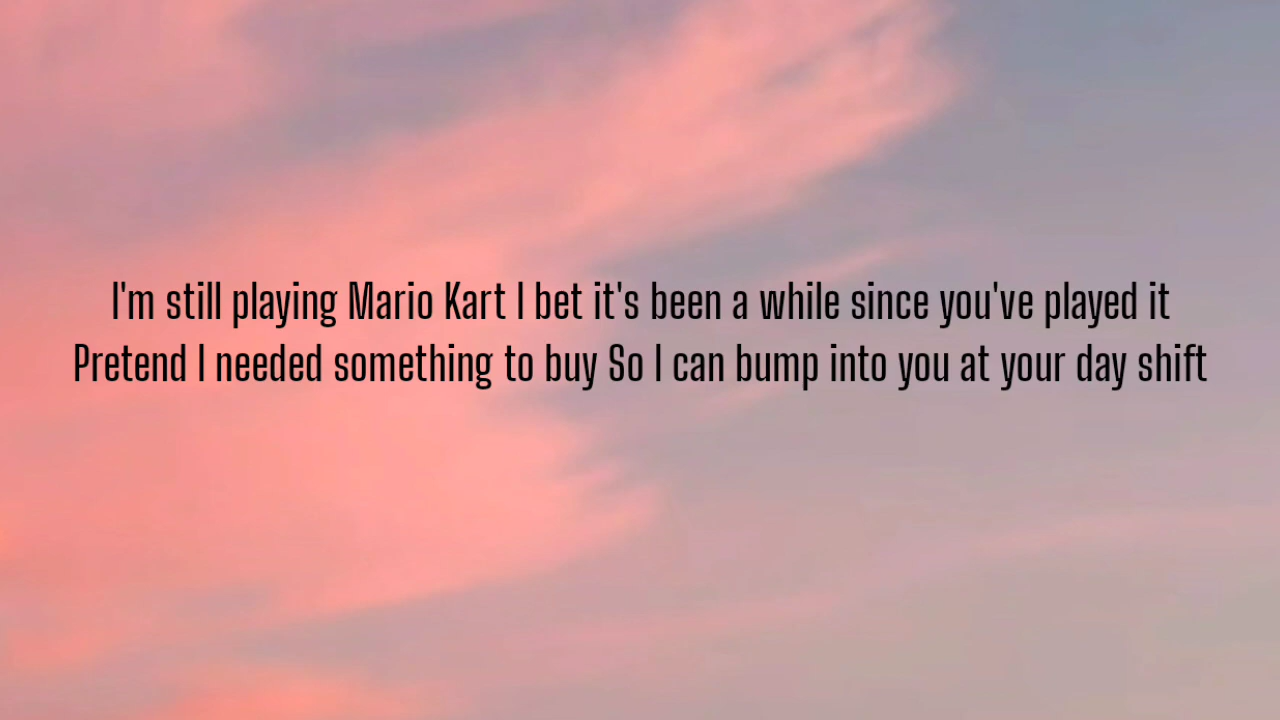 I'm still playing Mario Kart I bet it's been a while since you've played it
Pretend I needed something to buy So I can bump into you at your day shift